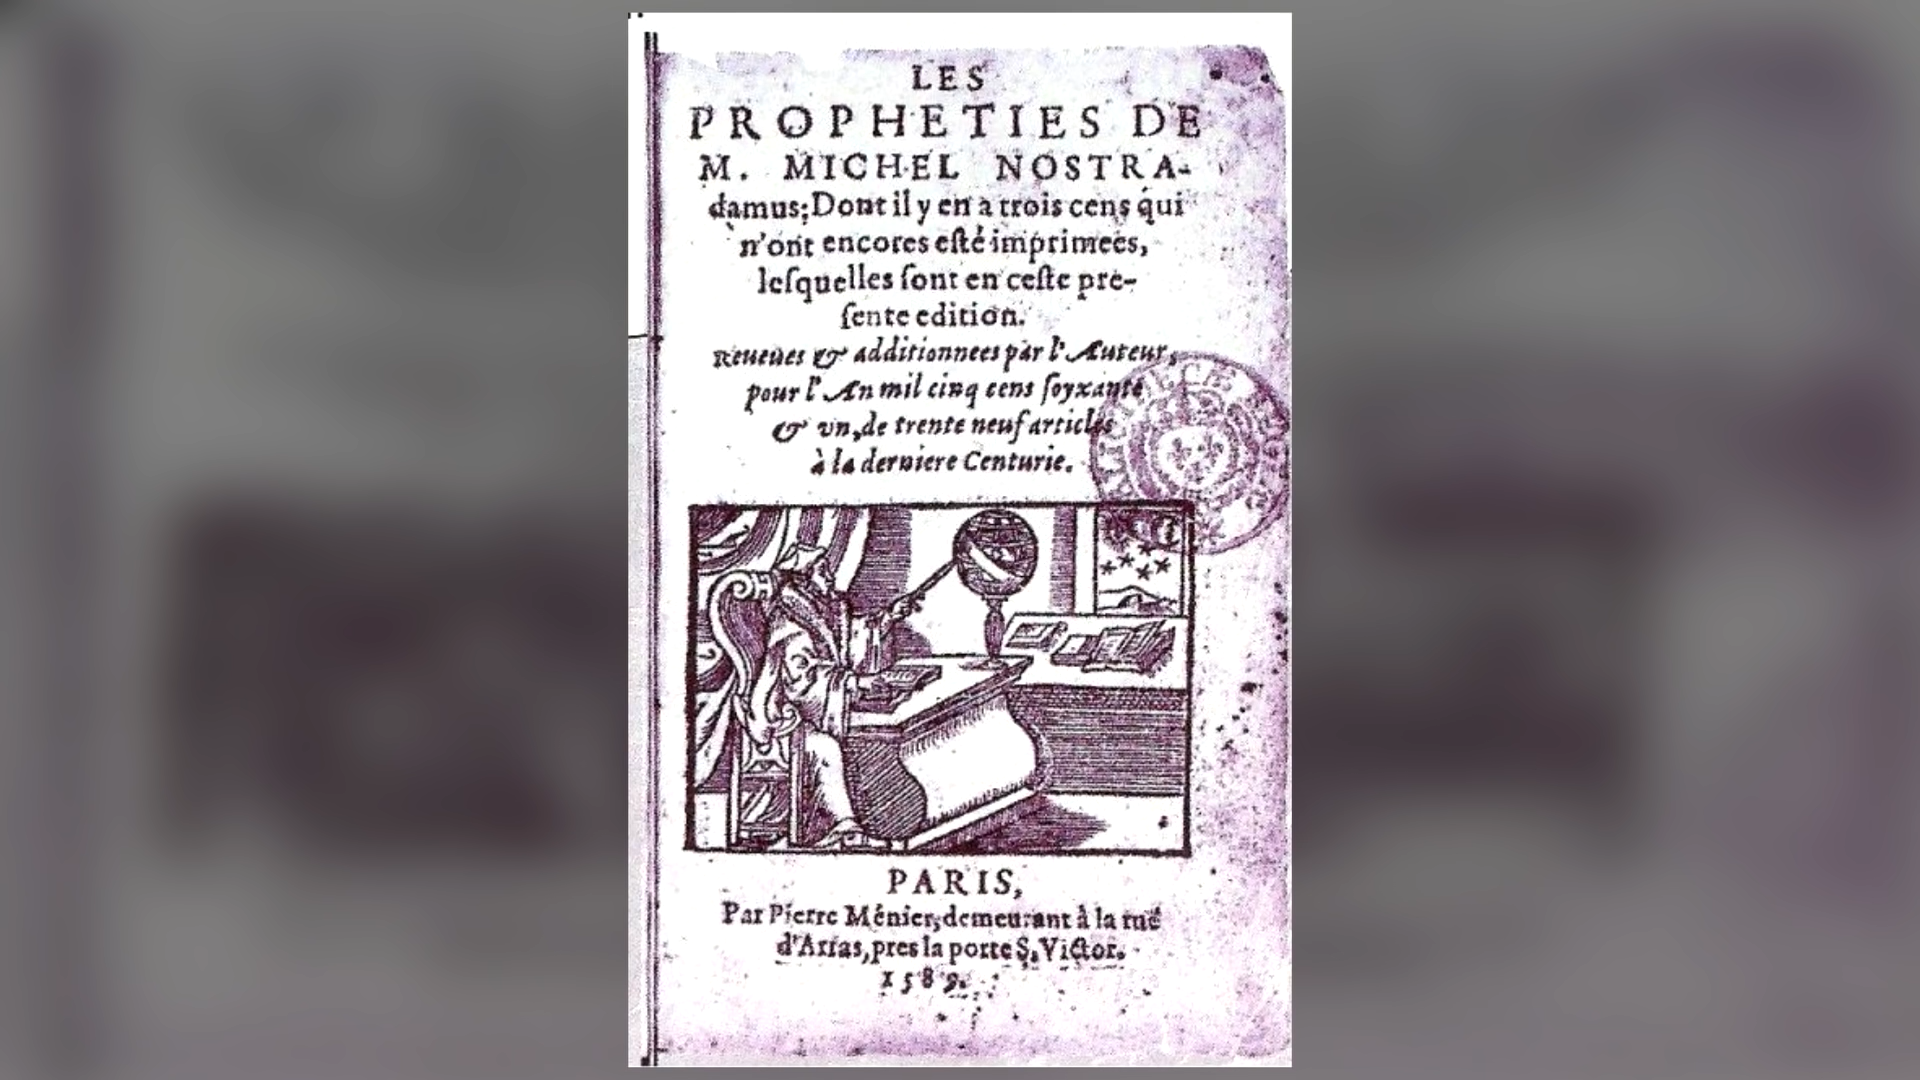 LES
PROPHETIES DE
M. MICHEL NOSTRA-
damus; Dont il y en a trois cens qui
n'ont encores eſté imprimees,
leſquelles ſont en ceſte pre-
ſente edition.
Reueues & additionnees par l'Auteur,
pour l'An mil cinq cens ſoyxante
& vn, de trente neuf articles
à la derniere Centurie.
PARIS,
Par Pierre Ménier, demeurant à la rue
d'Arras, pres la porte S. Victor.
1589.